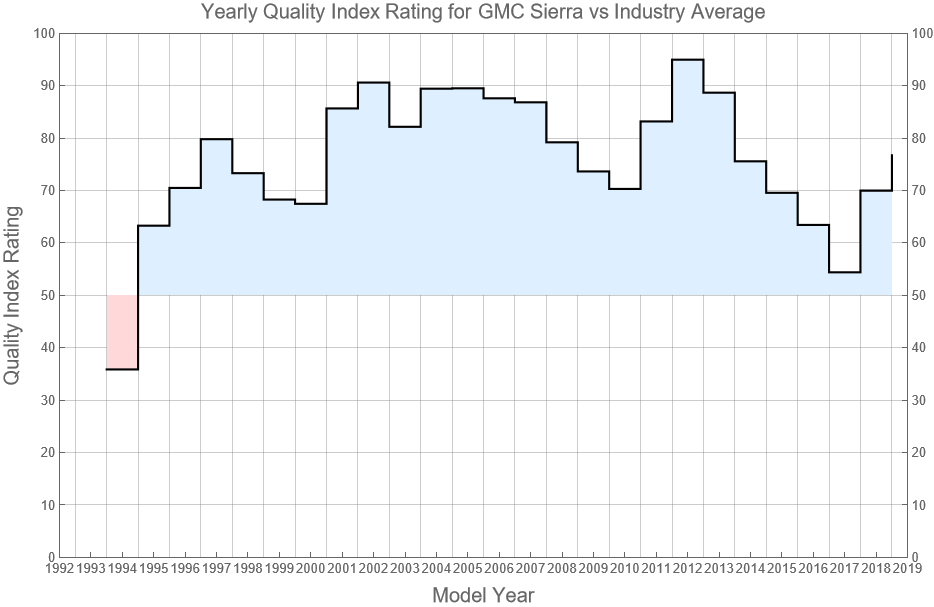 Yearly Quality Index Rating for GMC Sierra vs Industry Average
100 100
90 90
80 80
70 70
60 60
50 50
40 40
30 30
20 20
10 10
0 0
Quality Index Rating
1992 1993 1994 1995 1996 1997 1998 1999 2000 2001 2002 2003 2004 2005 2006 2007 2008 2009 2010 2011 2012 2013 2014 2015 2016 2017 2018 2019
Model Year